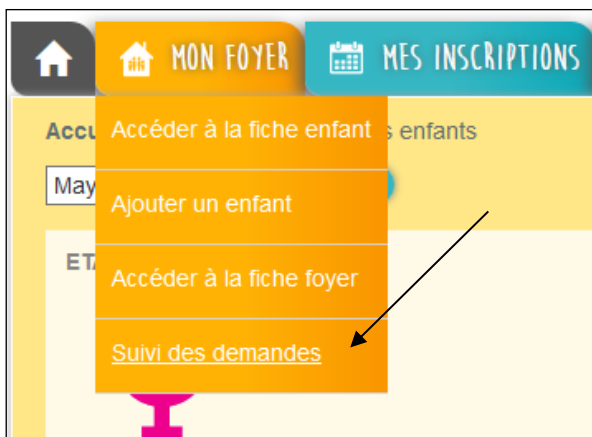 MON FOYER MES INSCRIPTIONS
Accéder à la fiche enfant
s enfants
Ajouter un enfant
Accéder à la fiche foyer
Suivi des demandes